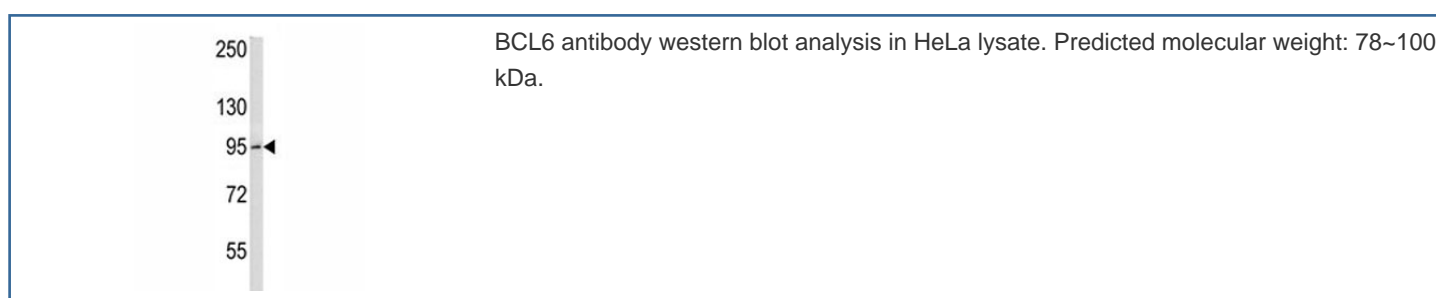 250
130
95
72
55
BCL6 antibody western blot analysis in HeLa lysate. Predicted molecular weight: 78~100
kDa.